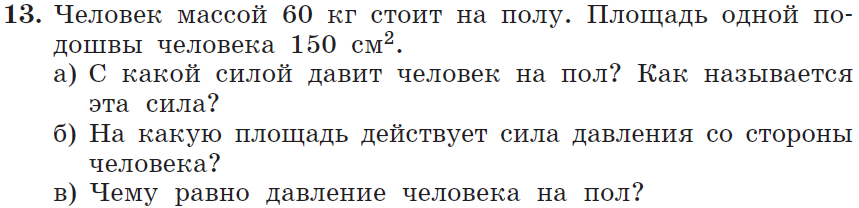 13. Человек массой 60 кг стоит на полу. Площадь одной по-
дошвы человека 150 см².
а) С какой силой давит человек на пол? Как называется
эта сила?
б) На какую площадь действует сила давления со стороны
человека?
в) Чему равно давление человека на пол?